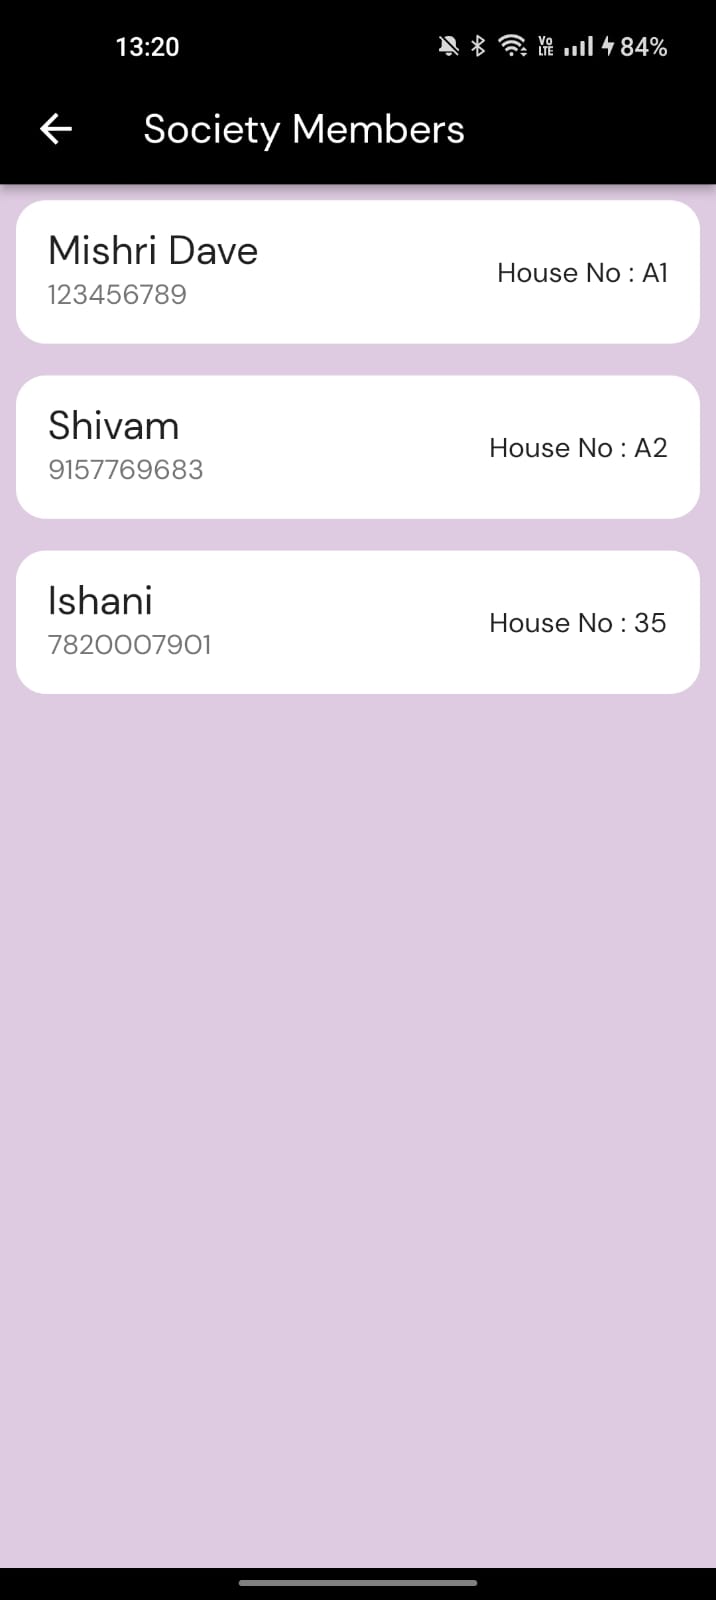 13:20 Vo LTE 84%
Society Members
Mishri Dave
123456789
House No : A1
Shivam
9157769683
House No : A2
Ishani
7820007901
House No : 35